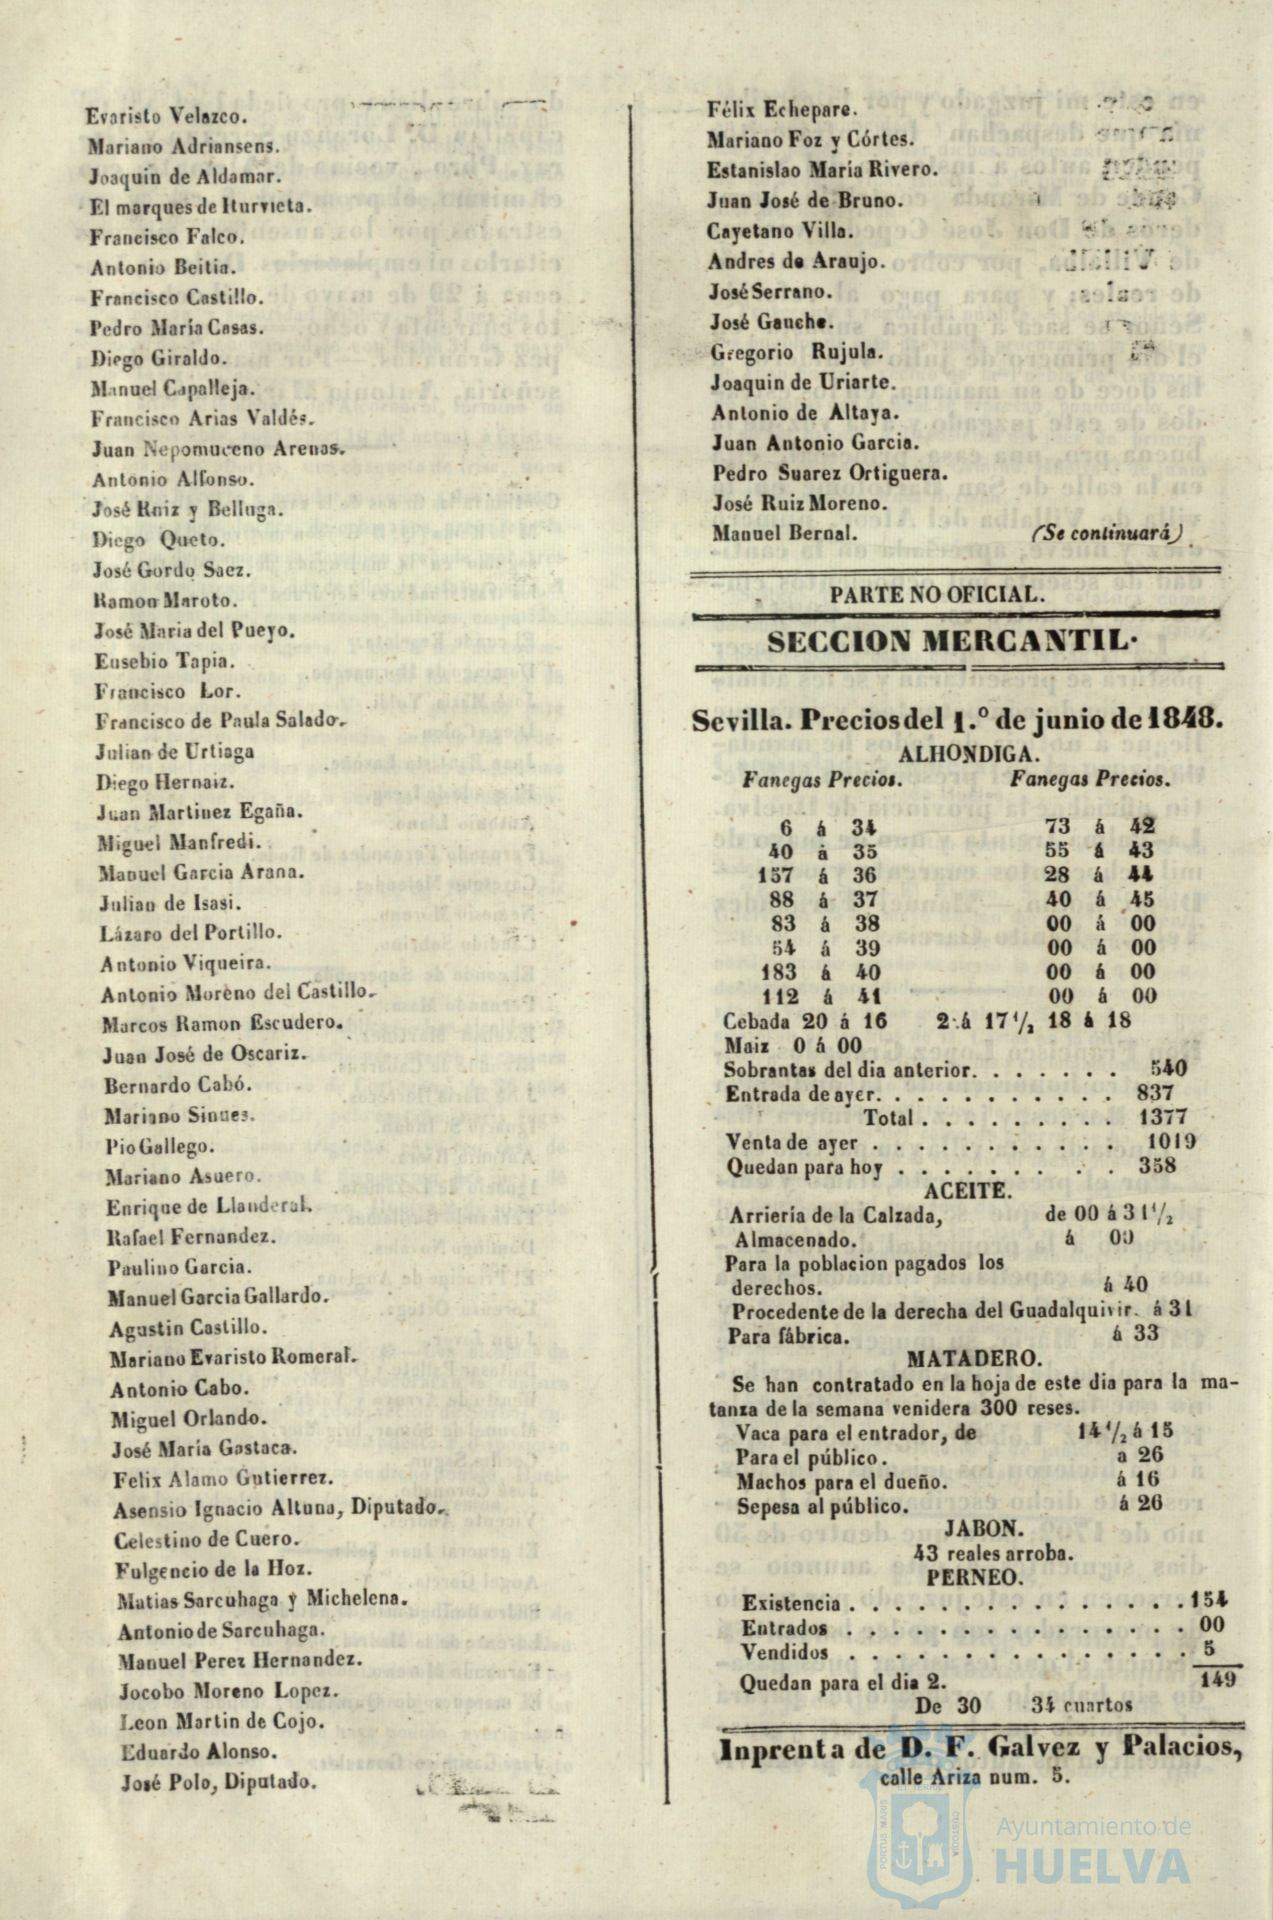 Evaristo Velazco.
Mariano Adriansens.
Joaquin de Aldamar.
El marques de Iturrieta.
Francisco Falco.
Antonio Beitia.
Francisco Castillo.
Pedro María Casas.
Diego Giraldo.
Manuel Capalleja.
Francisco Arias Valdés.
Juan Nepomuceno Arenas.
Antonio Alfonso.
José Ruiz y Belluga.
Diego Queto.
José Gordo Saez.
Ramon Maroto.
José Maria del Pueyo.
Eusebio Tapia.
Francisco Lor.
Francisco de Paula Salado.
Julian de Urtiaga
Diego Hernaiz.
Juan Martinez Egaña.
Miguel Manfredi.
Manuel Garcia Arana.
Julian de Isasi.
Lázaro del Portillo.
Antonio Viqueira.
Antonio Moreno del Castillo.
Marcos Ramon Escudero.
Juan José de Oscariz.
Bernardo Cabó.
Mariano Sinues.
Pio Gallego.
Mariano Asuero.
Enrique de Llanderal.
Rafael Fernandez.
Paulino Garcia.
Manuel Garcia Gallardo.
Agustin Castillo.
Mariano Evaristo Romeral.
Antonio Cabo.
Miguel Orlando.
José María Gastaca.
Felix Alamo Gutierrez.
Asensio Ignacio Altuna, Diputado.
Celestino de Cuero.
Fulgencio de la Hoz.
Matias Sarcuhaga y Michelena.
Antonio de Sarcuhaga.
Manuel Perez Hernandez.
Jocobo Moreno Lopez.
Leon Martin de Cojo.
Eduardo Alonso.
José Polo, Diputado.
Félix Echepare.
Mariano Foz y Córtes.
Estanislao María Rivero.
Juan José de Bruno.
Cayetano Villa.
Andres de Araujo.
José Serrano.
José Gauche.
Gregorio Rujula.
Joaquin de Uriarte.
Antonio de Altaya.
Juan Antonio Garcia.
Pedro Suarez Ortiguera.
José Ruiz Moreno.
Manuel Bernal. (Se continuará)
PARTE NO OFICIAL.
SECCION MERCANTIL.
Sevilla. Precios del 1.º de junio de 1848.
ALHONDIGA.
Fanegas Precios. Fanegas Precios.
6 á 34 73 á 42
40 á 35 55 á 43
157 á 36 28 á 44
88 á 37 40 á 45
83 á 38 00 á 00
54 á 39 00 á 00
183 á 40 00 á 00
112 á 41 00 á 00
Cebada 20 á 16 2 á 17 1/2 18 á 18
Maiz 0 á 00
Sobrantas del dia anterior. . . . . . . 540
Entrada de ayer. . . . . . . . . . . . 837
Total . . . . . . . . . 1377
Venta de ayer . . . . . . . . . . . 1019
Quedan para hoy . . . . . . . . . 358
ACEITE.
Arriería de la Calzada, de 00 á 31 1/2
Almacenado. á 00
Para la poblacion pagados los
derechos. á 40
Procedente de la derecha del Guadalquivir. á 31
Para fábrica. á 33
MATADERO.
Se han contratado en la hoja de este dia para la ma-
tanza de la semana venidera 300 reses.
Vaca para el entrador, de 14 1/2 á 15
Para el público. a 26
Machos para el dueño. á 16
Sepesa al público. á 26
JABON.
43 reales arroba.
PERNEO.
Existencia . . . . . . . . . . . . . . . 154
Entrados . . . . . . . . . . . . . . . 00
Vendidos . . . . . . . . . . . . . . . 5
Quedan para el dia 2. 149
De 30 34 cuartos
Inprenta de D. F. Galvez y Palacios,
calle Ariza num. 5.
PORTUS MARIS CUSTODIA
Ayuntamiento de
HUELVA